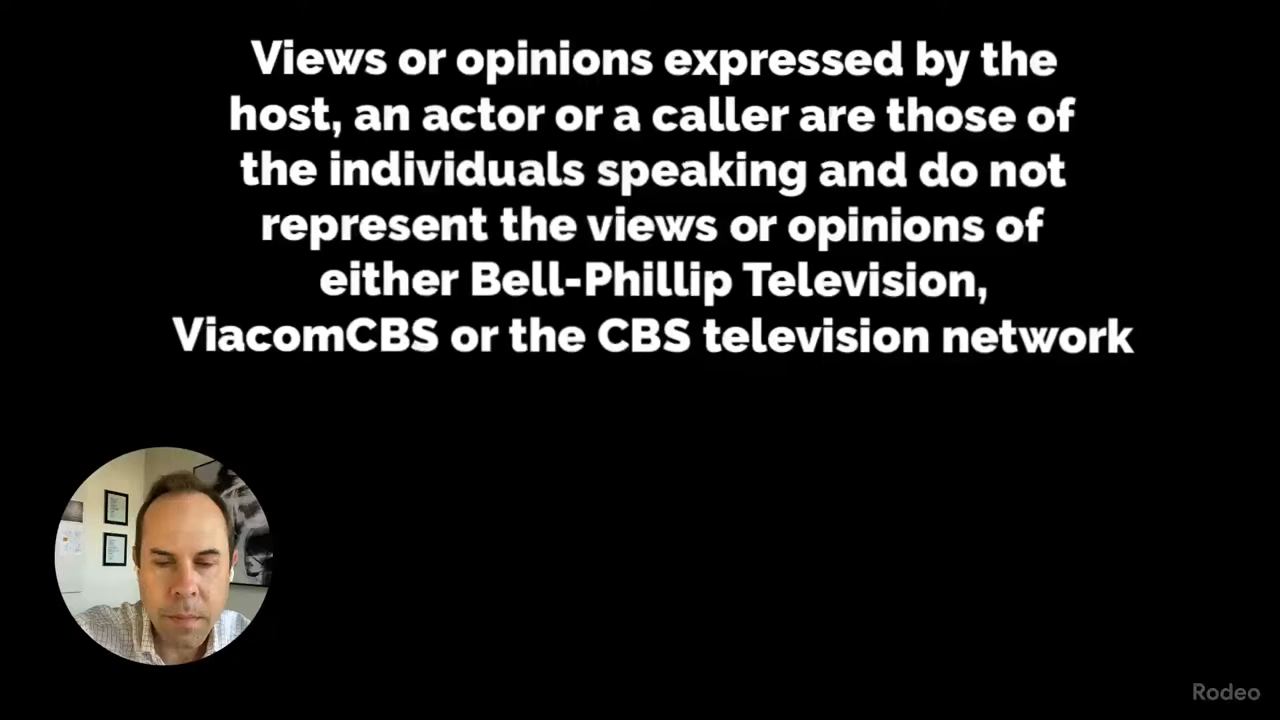 Views or opinions expressed by the
host, an actor or a caller are those of
the individuals speaking and do not
represent the views or opinions of
either Bell-Phillip Television,
ViacomCBS or the CBS television network
Rodeo